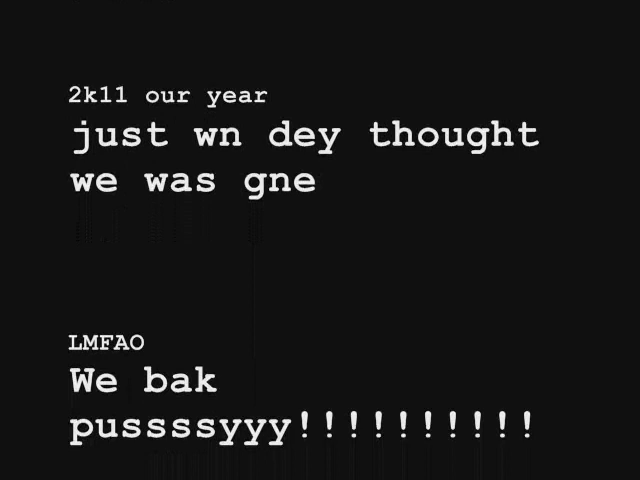 2k11 our year
just wn dey thought
we was gne
LMFAO
We bak
pussssyyy!!!!!!!!!!